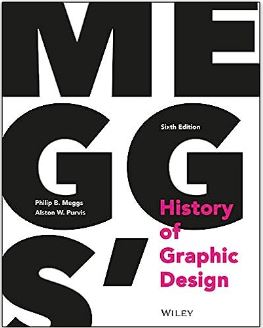 ME
Sixth Edition
GG
Philip B. Meggs
Alston W. Purvis
History
of
Graphic
Design
S'
WILEY